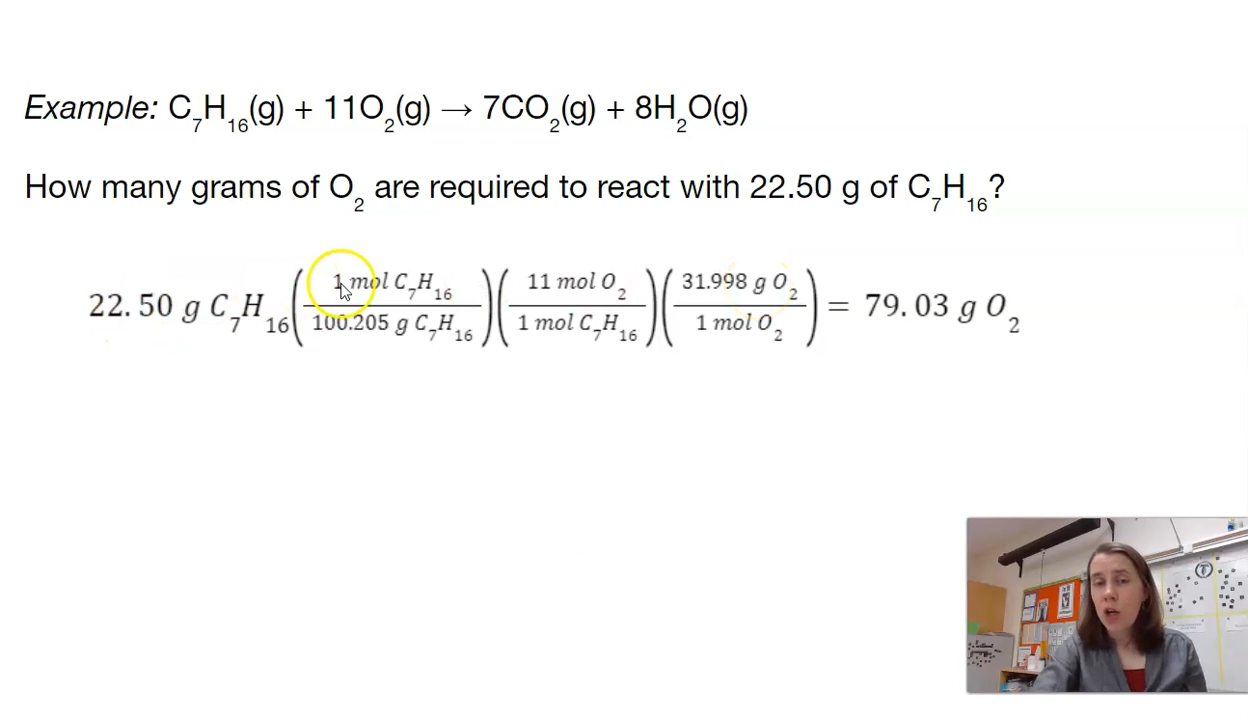 Example: C₇H₁₆(g) + 11O₂(g) → 7CO₂(g) + 8H₂O(g)
How many grams of O₂ are required to react with 22.50 g of C₇H₁₆?
22.50 g C₇H₁₆(1 mol C₇H₁₆/100.205 g C₇H₁₆)(11 mol O₂/1 mol C₇H₁₆)(31.998 g O₂/1 mol O₂) = 79.03 g O₂